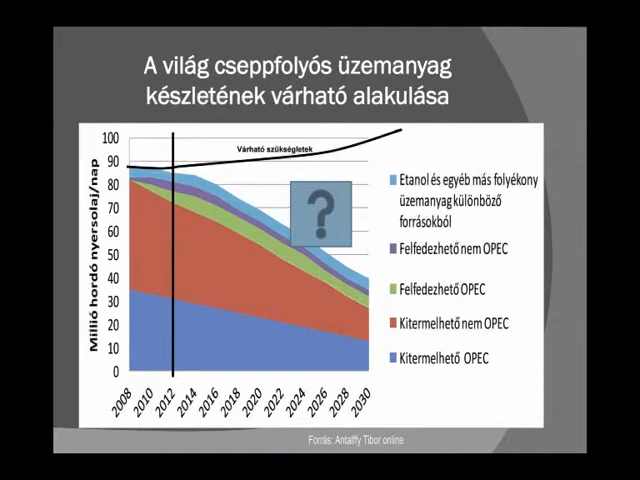 A világ cseppfolyós üzemanyag
készletének várható alakulása
Millió hordó nyersolaj/nap
100
90
80
70
60
50
40
30
20
10
0
Várható szükségletek
?
2008
2010
2012
2014
2016
2018
2020
2022
2024
2026
2028
2030
Etanol és egyéb más folyékony
üzemanyag különböző
forrásokból
Felfedezhető nem OPEC
Felfedezhető OPEC
Kitermelhető nem OPEC
Kitermelhető OPEC
Forrás: Antalffy Tibor online